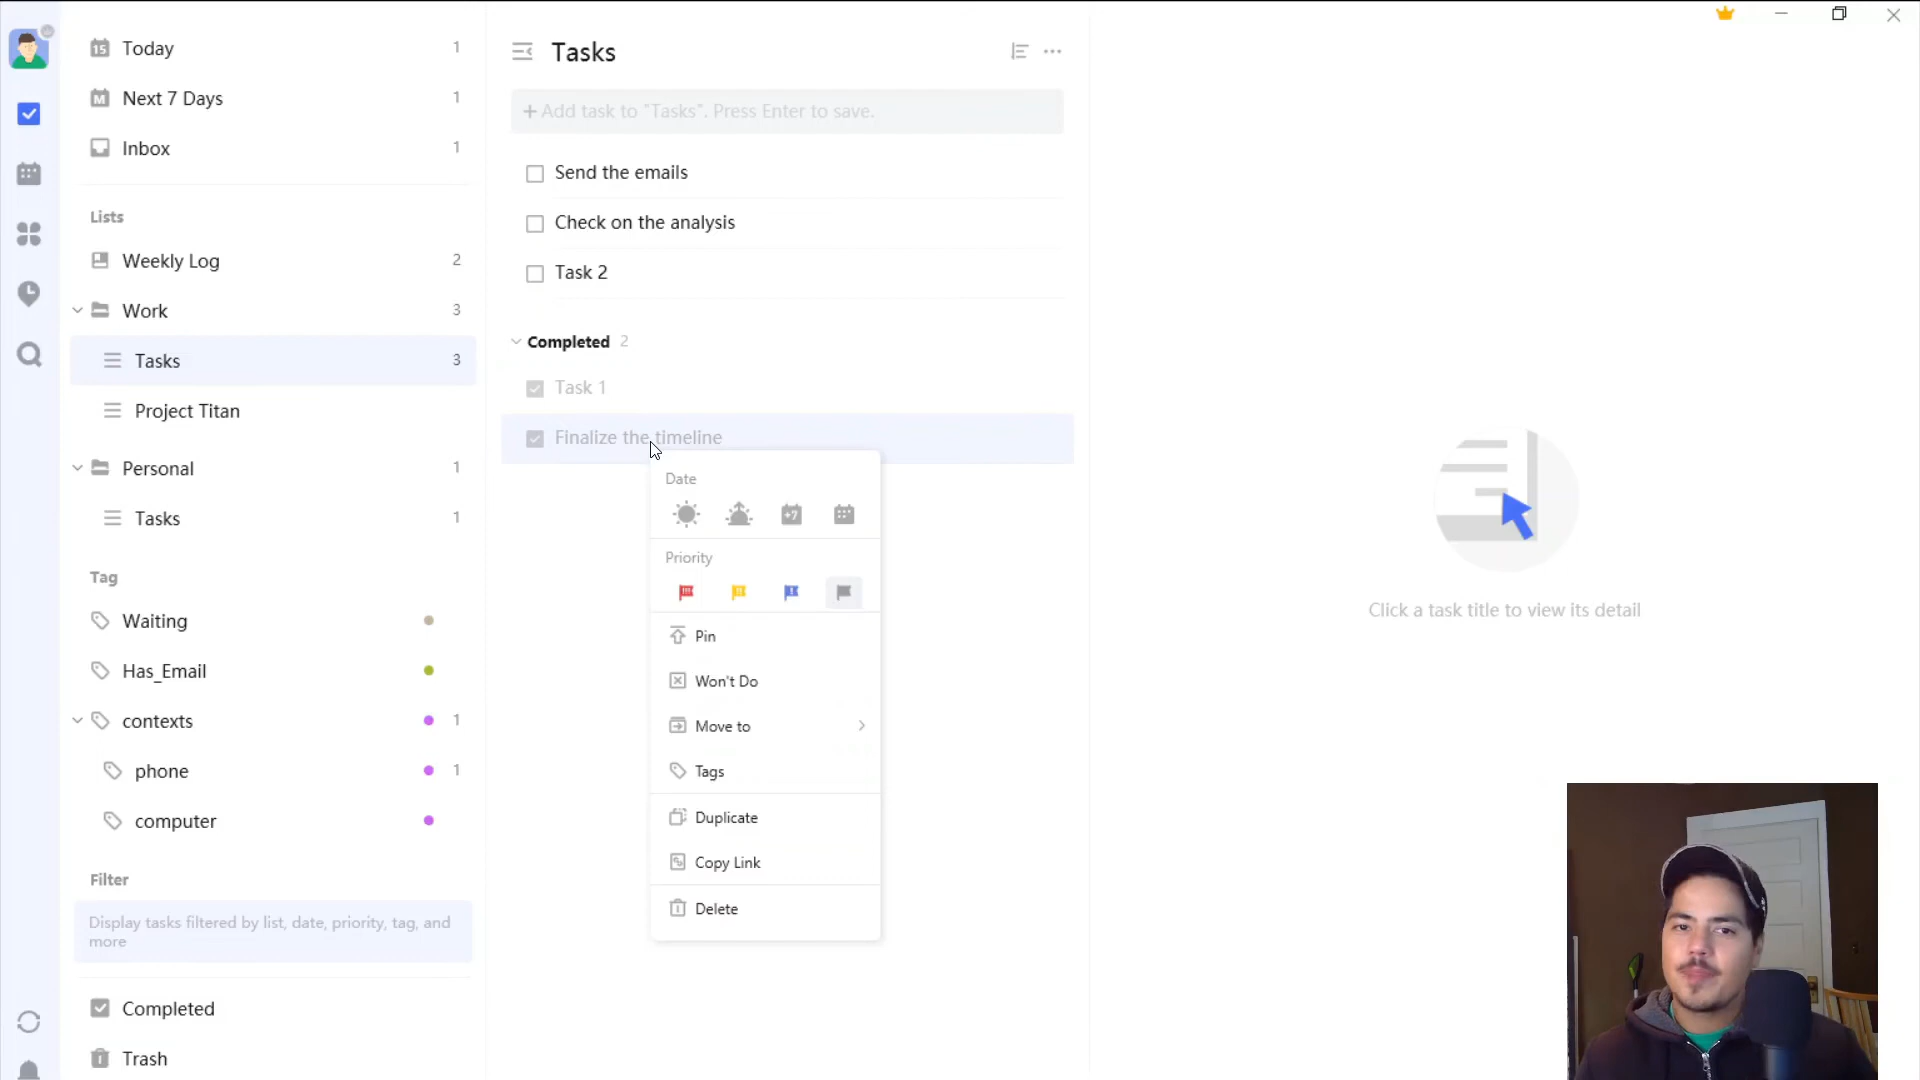 Today 1
Next 7 Days 1
Inbox 1
Lists
Weekly Log 2
Work 3
Tasks 3
Project Titan
Personal 1
Tasks 1
Tag
Waiting
Has_Email
contexts 1
phone 1
computer
Filter
Display tasks filtered by list, date, priority, tag, and
more
Completed
Trash
Tasks
+ Add task to "Tasks". Press Enter to save.
Send the emails
Check on the analysis
Task 2
Completed 2
Task 1
Finalize the timeline
Date
+7
Priority
Pin
Won't Do
Move to
Tags
Duplicate
Copy Link
Delete
Click a task title to view its detail
15
M